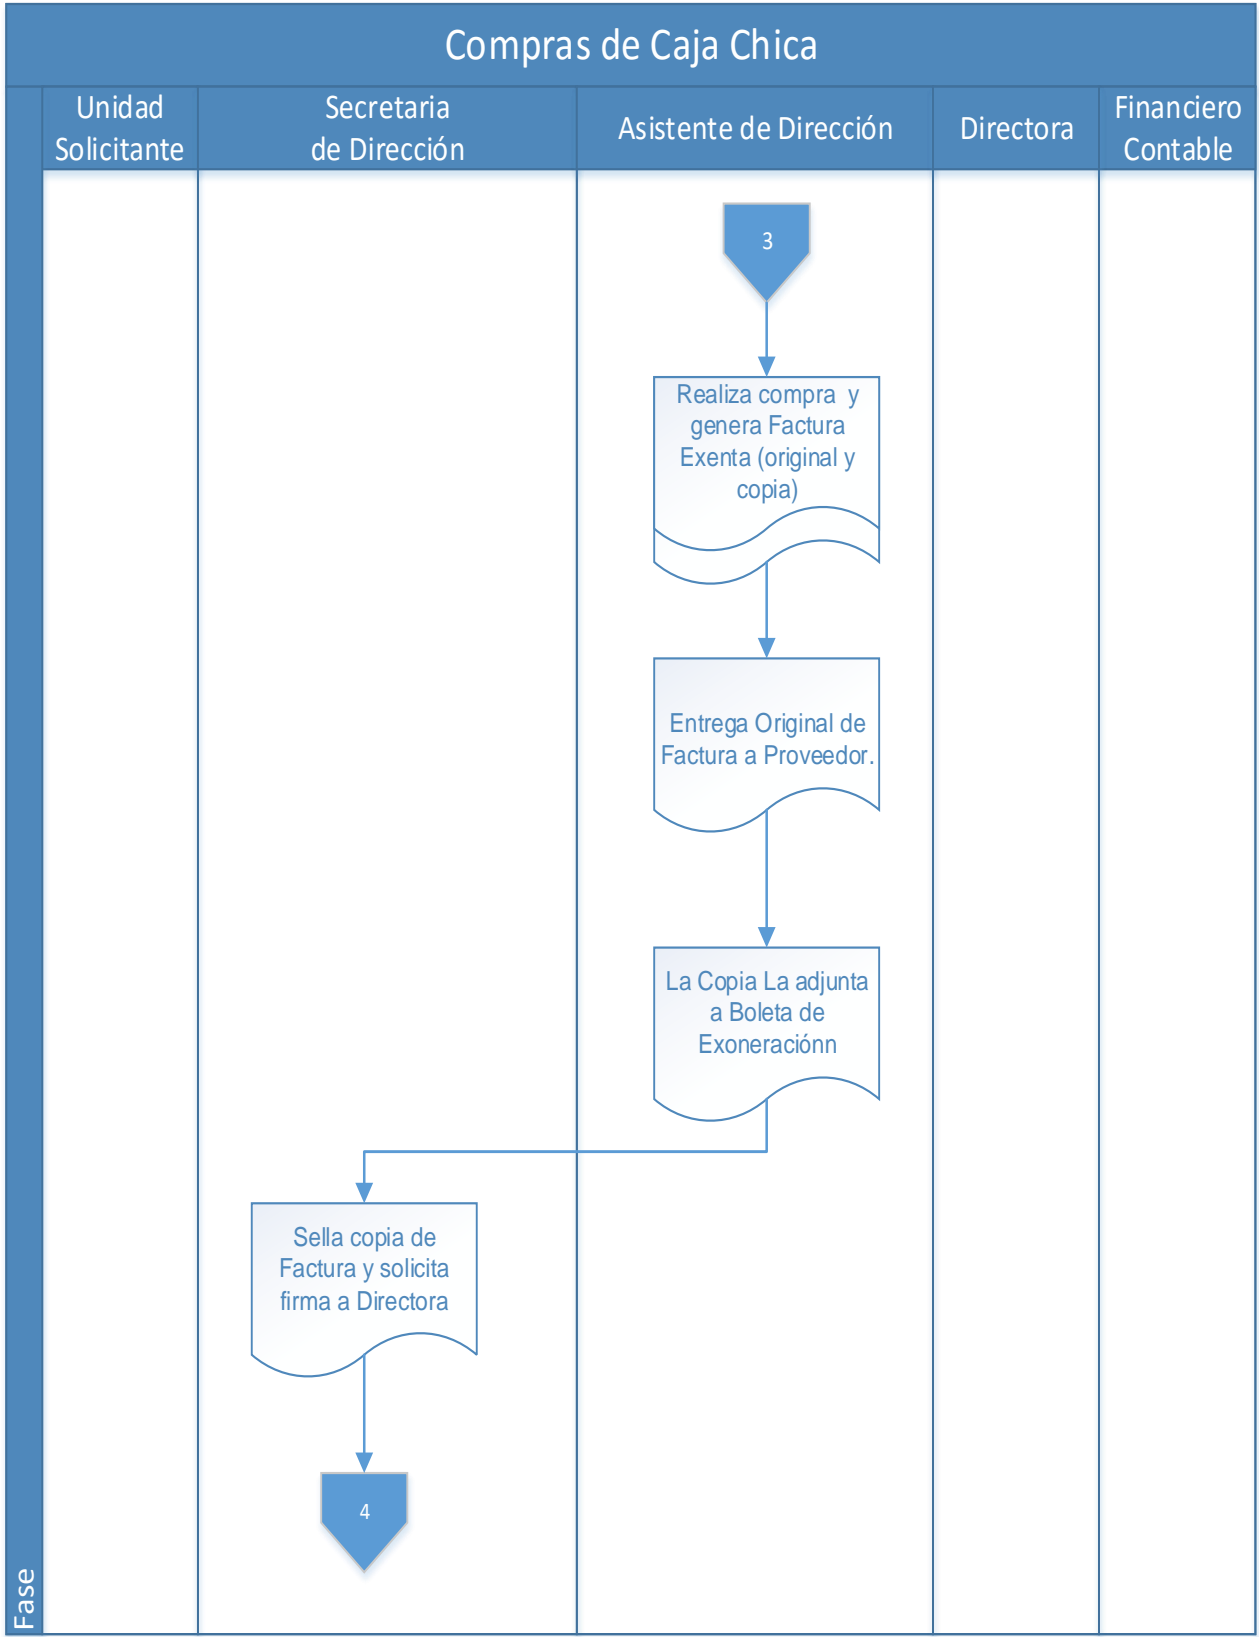 Compras de Caja Chica
Unidad
Solicitante
Secretaria
de Dirección
Asistente de Dirección
Directora
Financiero
Contable
3
Realiza compra y
genera Factura
Exenta (original y
copia)
Entrega Original de
Factura a Proveedor.
La Copia La adjunta
a Boleta de
Exoneraciónn
Sella copia de
Factura y solicita
firma a Directora
4
Fase